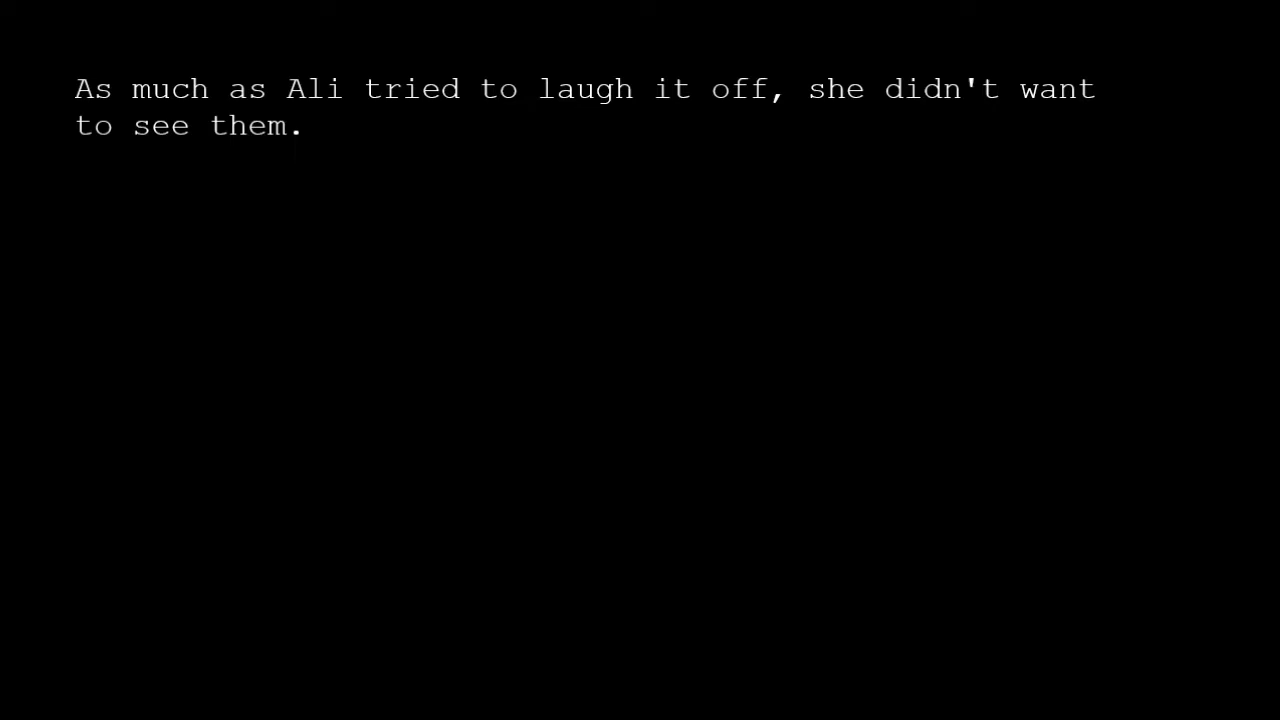 As much as Ali tried to laugh it off, she didn't want
to see them.